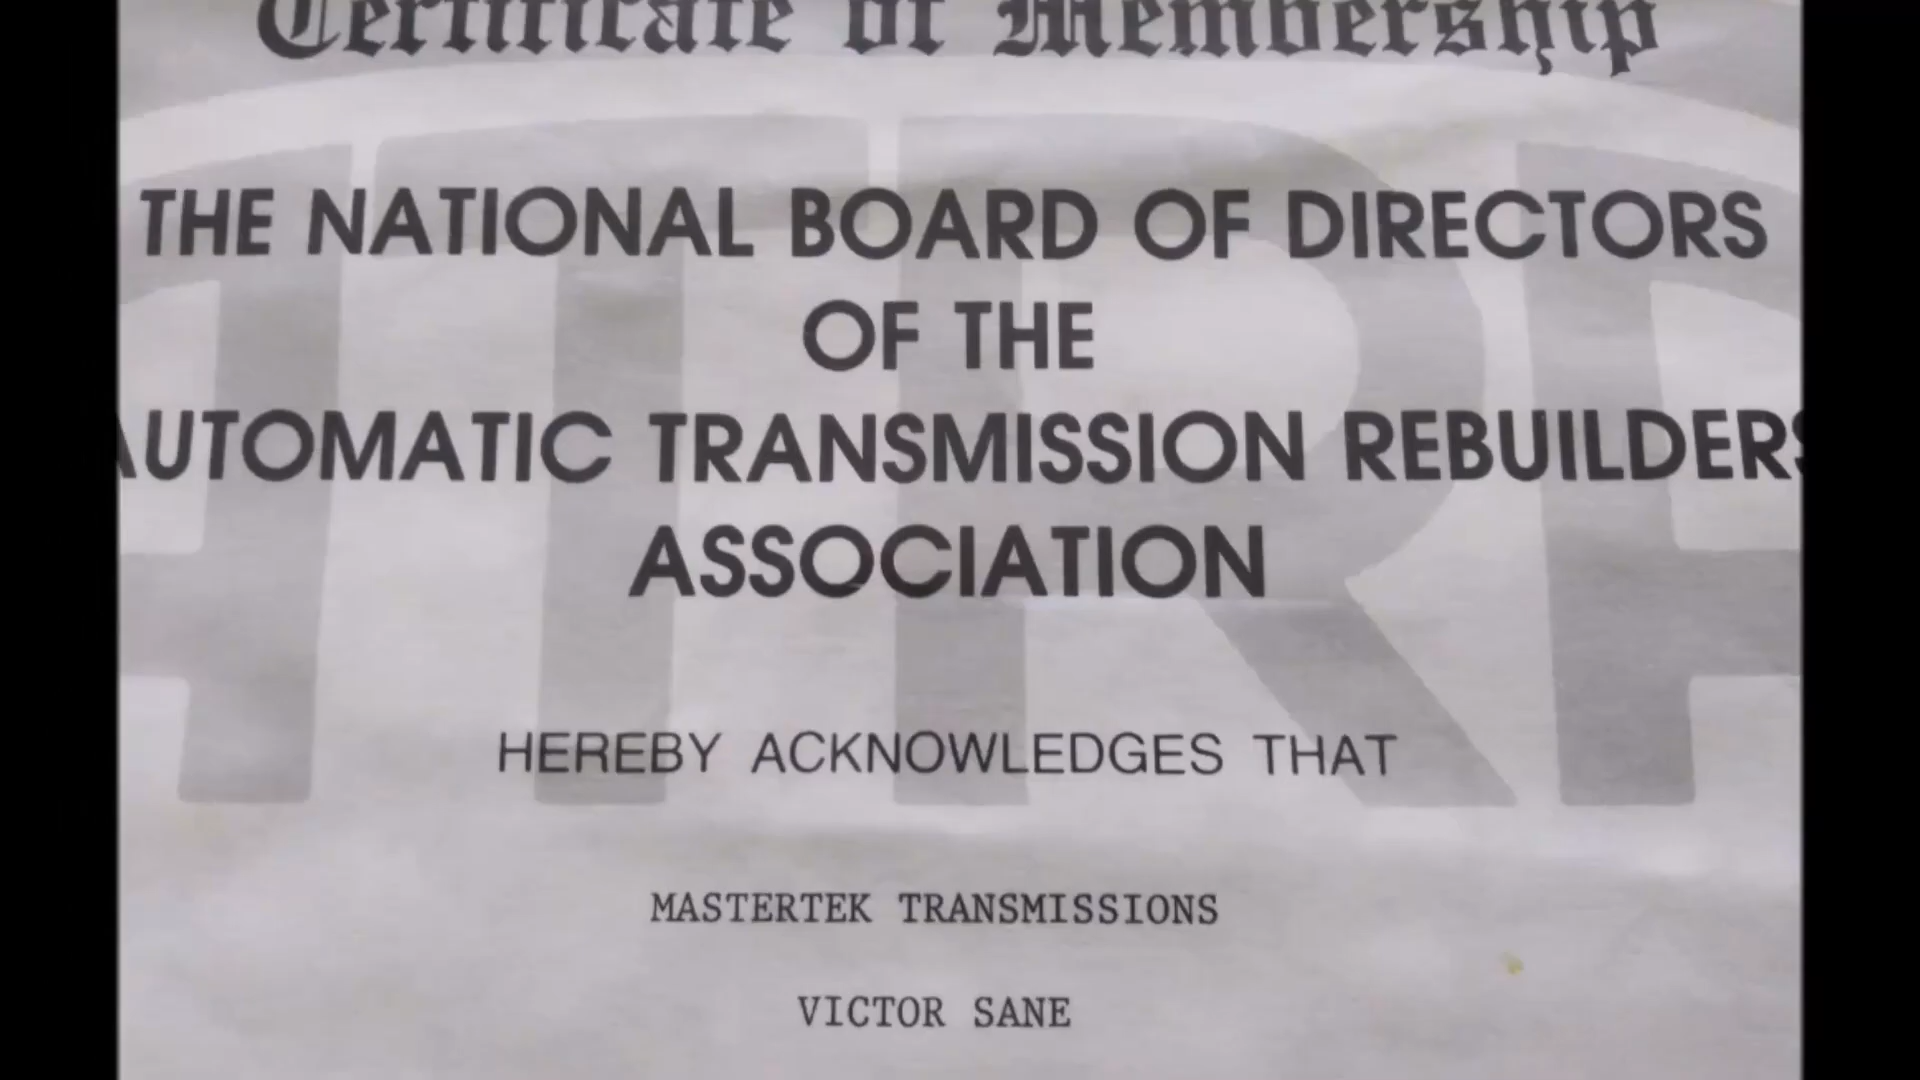 Certificate of Membership
THE NATIONAL BOARD OF DIRECTORS
OF THE
AUTOMATIC TRANSMISSION REBUILDERS
ASSOCIATION
HEREBY ACKNOWLEDGES THAT
MASTERTEK TRANSMISSIONS
VICTOR SANE